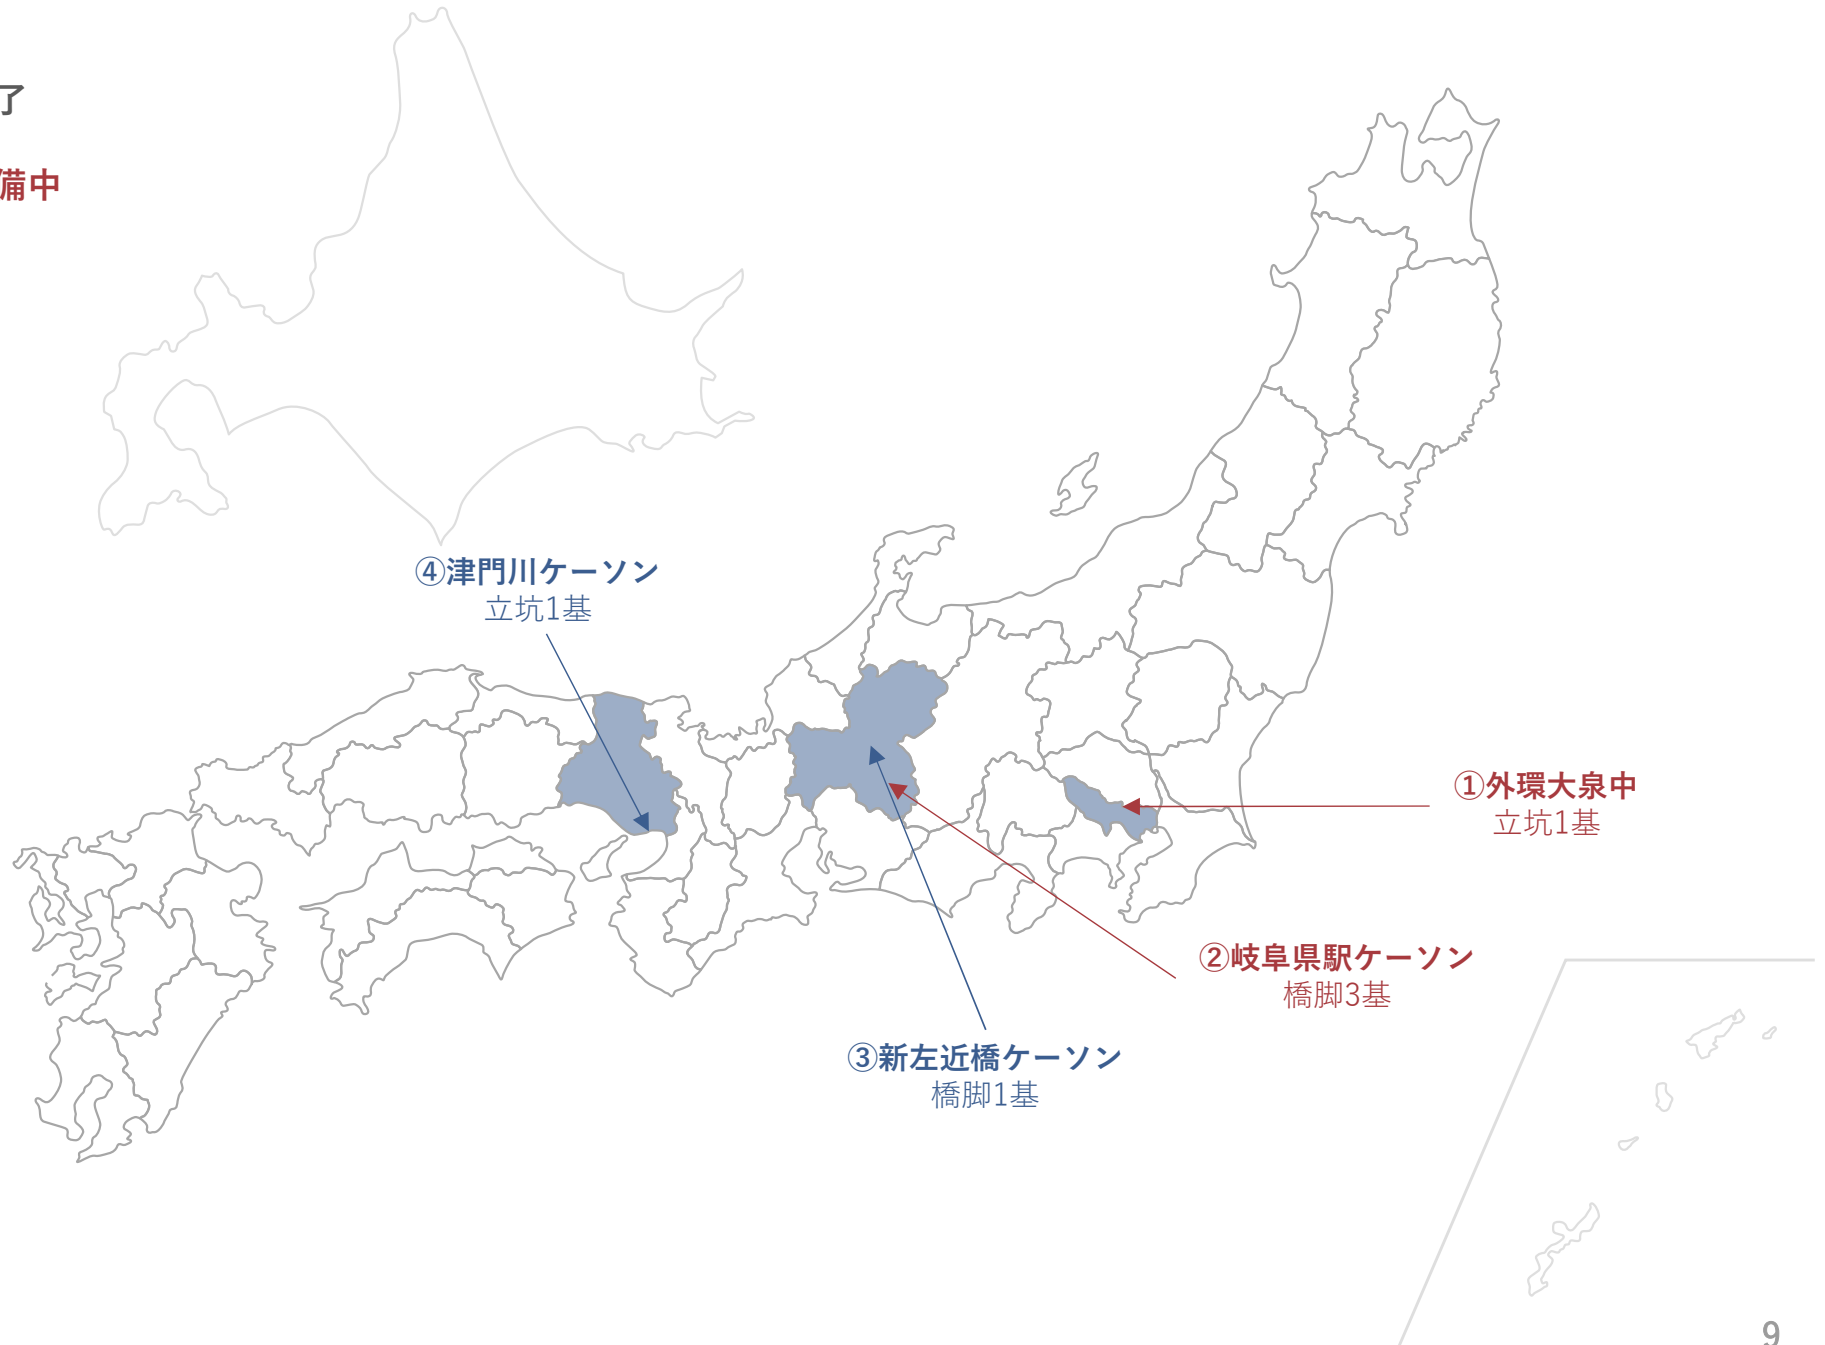 了
備中
④津門川ケーソン
立坑1基
①外環大泉中
立坑1基
②岐阜県駅ケーソン
橋脚3基
③新左近橋ケーソン
橋脚1基
9